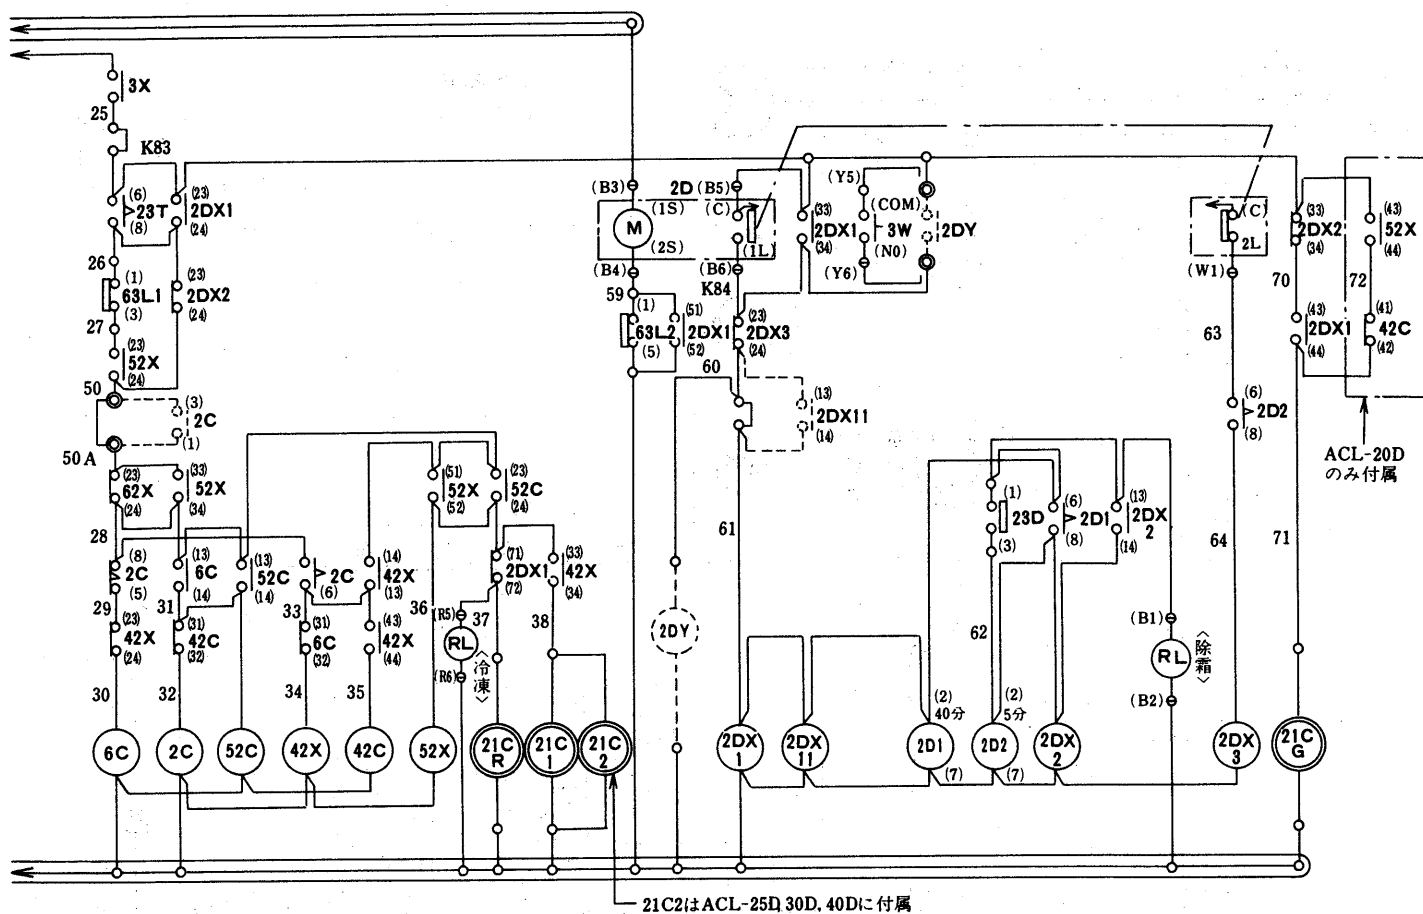 3X
25
K83
(6)
23T
(8)
(23)
2DX1
(24)
26
(1)
63L1
(3)
(23)
2DX2
(24)
27
(23)
52X
(24)
50
(3)
2C
(1)
50A
(23)
62X
(24)
(33)
52X
(34)
28
(8)
2C
(5)
(13)
6C
(14)
(13)
52C
(14)
2C
(6)
(14)
42X
(13)
29
(23)
42X
(24)
31
(31)
42C
(32)
33
(31)
6C
(32)
(43)
42X
(44)
30
32
34
35
(51)
52X
(52)
(23)
52C
(24)
(71)
2DX1
(72)
(33)
42X
(34)
36
(R5)
37
RL
〈冷凍〉
(R6)
38
6C
2C
52C
42X
42C
52X
21C
R
21C
1
21C
2
(B3)
2D
(B5)
(1S)
M
(2S)
(C)
(1L)
(33)
2DX1
(34)
(Y5)
(COM)
3W
(NO)
(Y6)
2DY
(B4)
(B6)
K84
59
(1)
63L2
(5)
(51)
2DX1
(52)
(23)
2DX3
(24)
60
(13)
2DX11
(14)
61
2DY
(1)
23D
(3)
(6)
2D1
(8)
(13)
2DX
2
(14)
62
(2)
40分
(2)
5分
2DX
1
2DX
11
2D1
(7)
2D2
(7)
2DX
2
(B1)
RL
〈除霜〉
(B2)
(C)
2L
(W1)
63
(6)
2D2
(8)
64
2DX
3
(33)
2DX2
(34)
(43)
52X
(44)
70
72
(43)
2DX1
(44)
(41)
42C
(42)
71
21C
G
ACL-20D
のみ付属
21C2はACL-25D, 30D, 40Dに付属